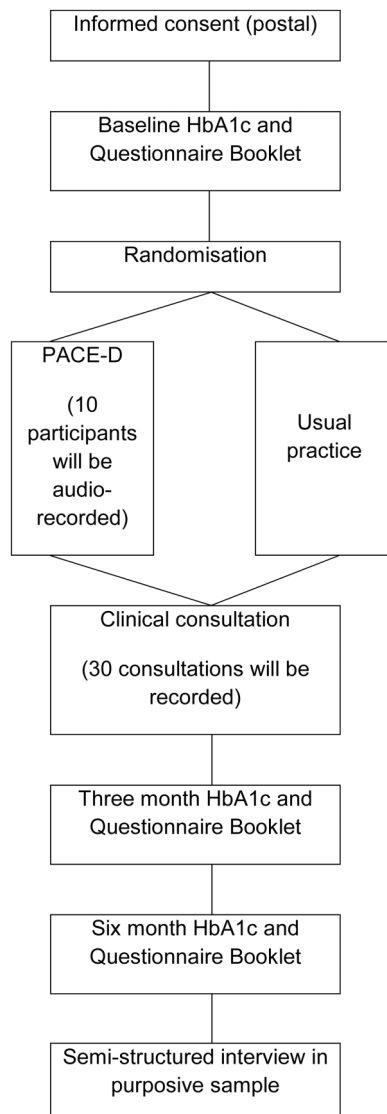 Informed consent (postal)
Baseline HbA1c and
Questionnaire Booklet
Randomisation
PACE-D
(10
participants
will be
audio-
recorded)
Usual
practice
Clinical consultation
(30 consultations will be
recorded)
Three month HbA1c and
Questionnaire Booklet
Six month HbA1c and
Questionnaire Booklet
Semi-structured interview in
purposive sample